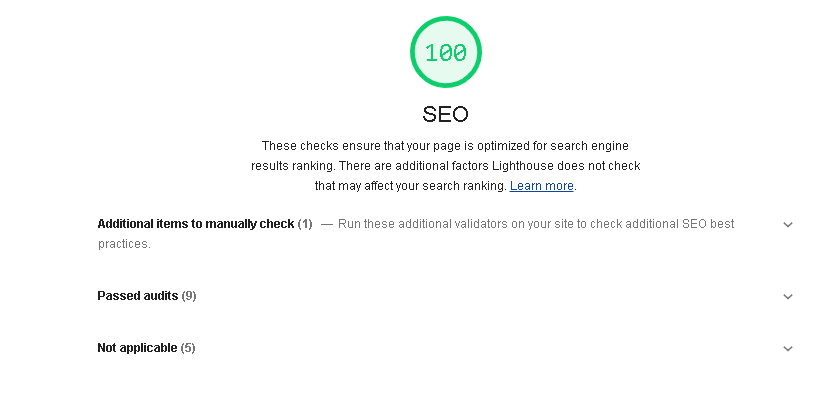 100
SEO
These checks ensure that your page is optimized for search engine
results ranking. There are additional factors Lighthouse does not check
that may affect your search ranking. Learn more.
Additional items to manually check (1) — Run these additional validators on your site to check additional SEO best
practices.
Passed audits (9)
Not applicable (5)